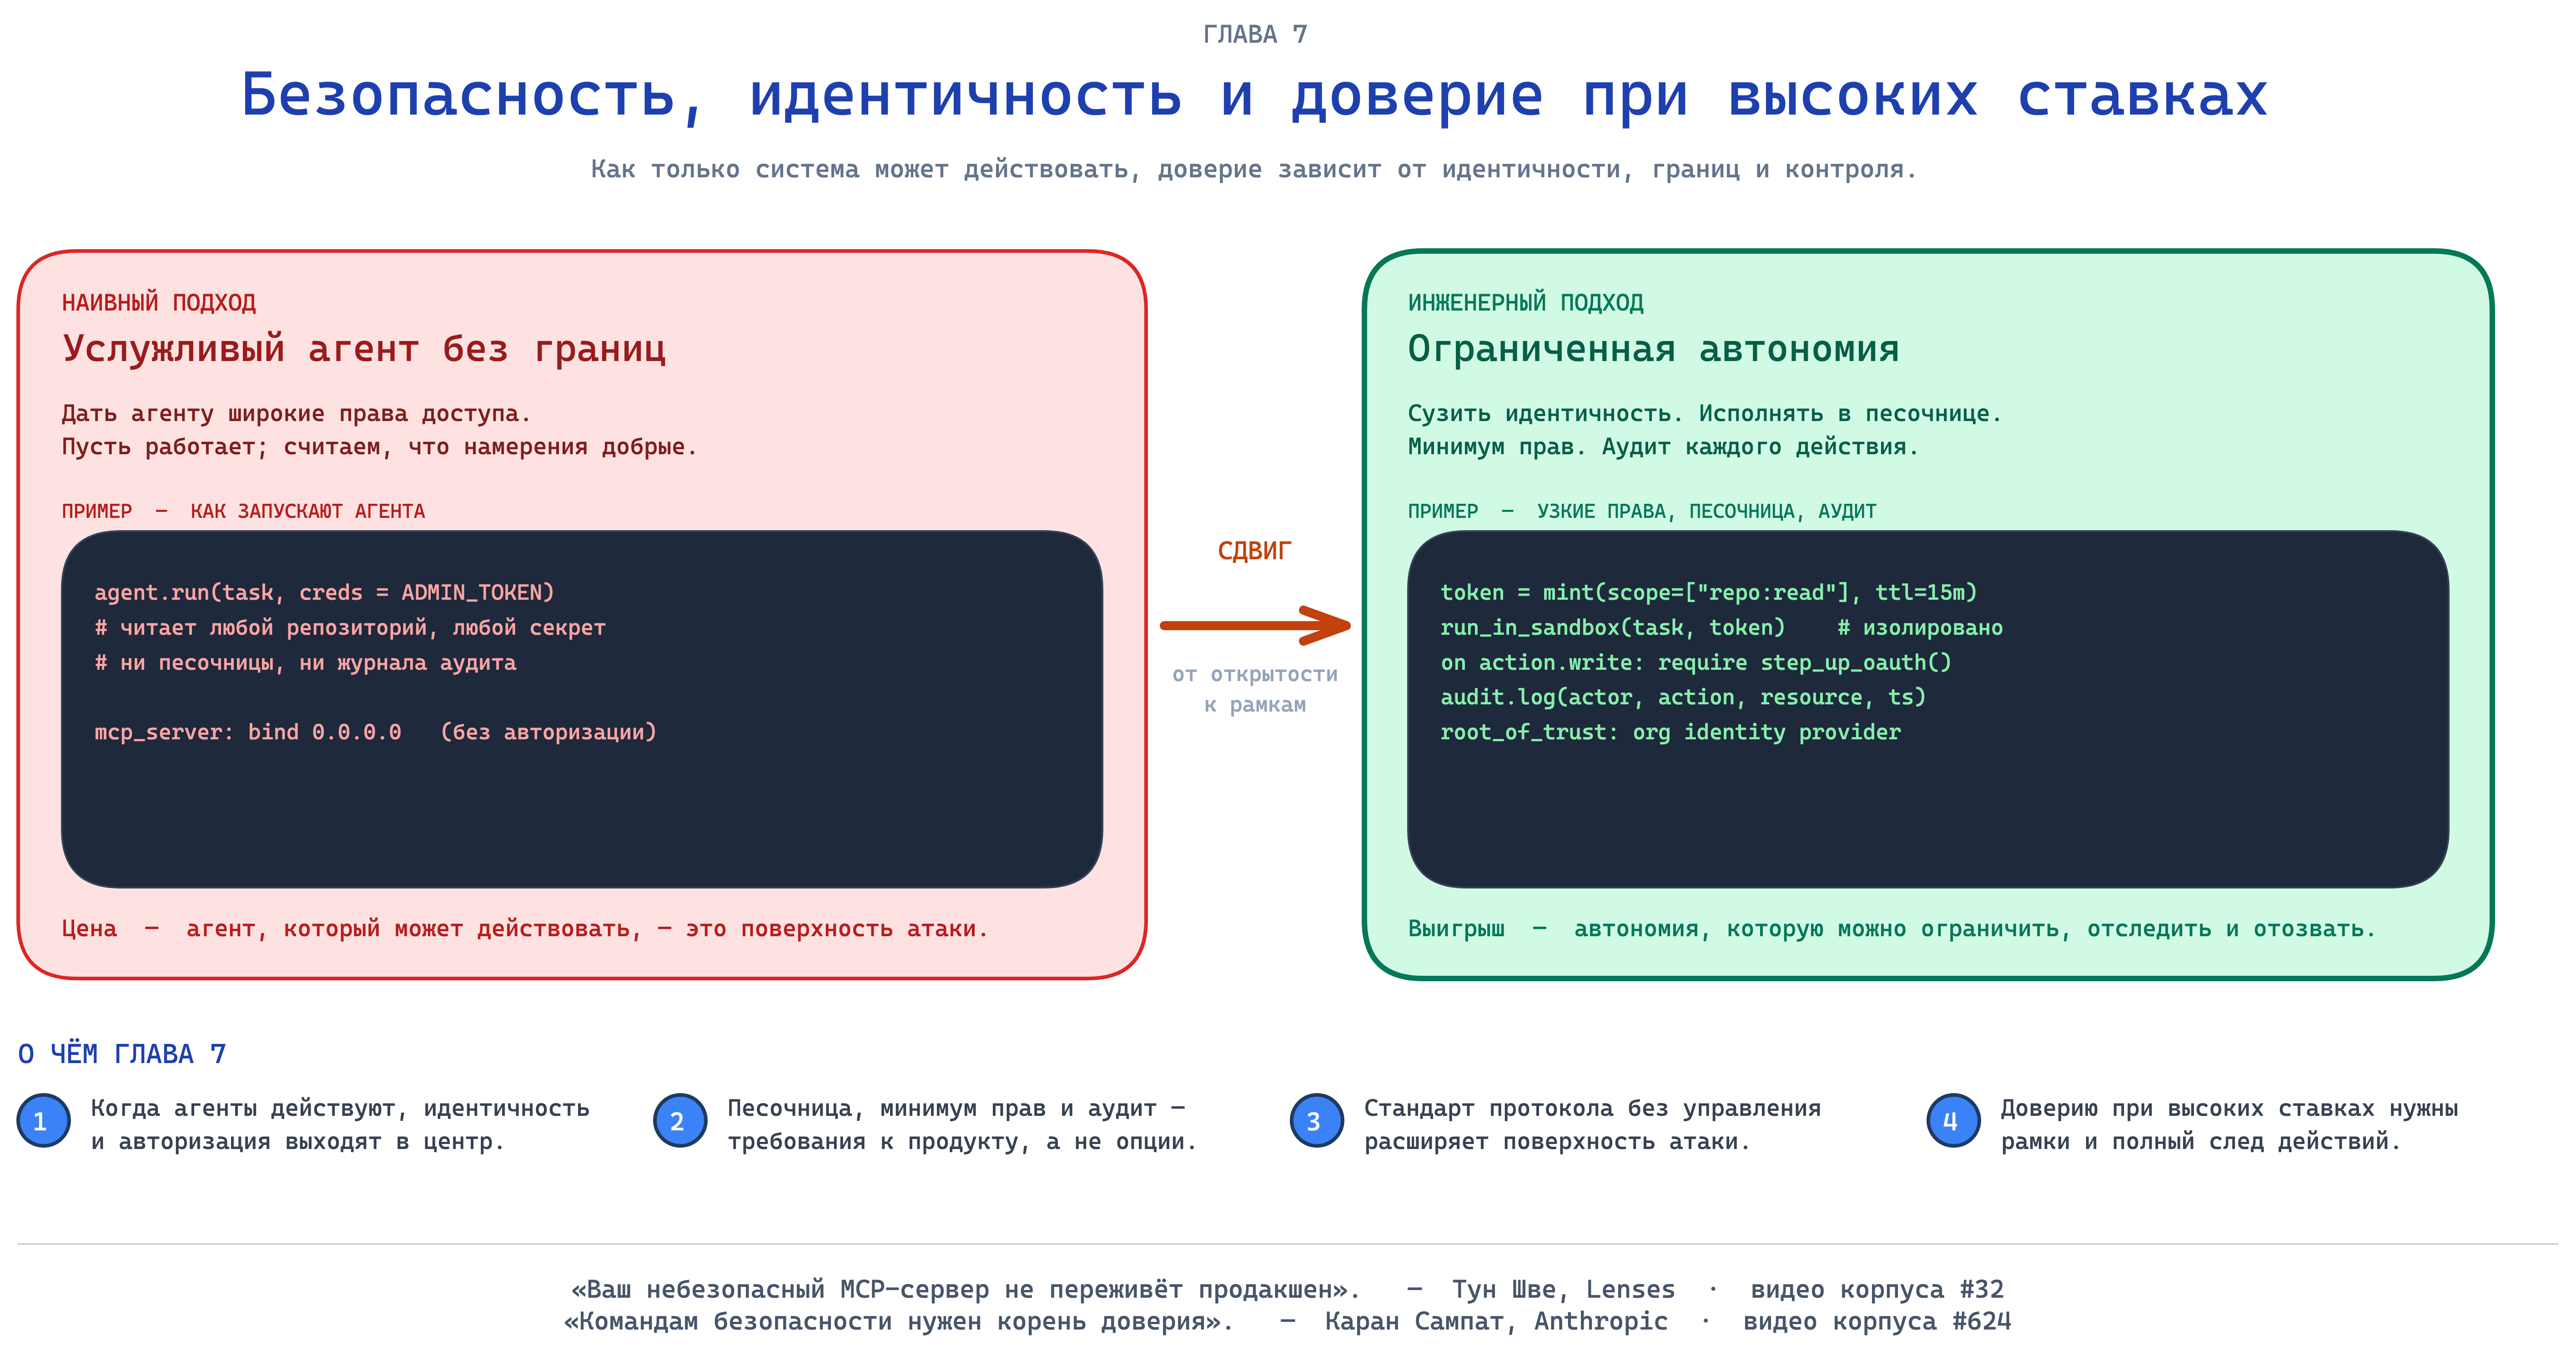 ГЛАВА 7
Безопасность, идентичность и доверие при высоких ставках
Как только система может действовать, доверие зависит от идентичности, границ и контроля.
НАИВНЫЙ ПОДХОД
Услужливый агент без границ
Дать агенту широкие права доступа.
Пусть работает; считаем, что намерения добрые.
ПРИМЕР — КАК ЗАПУСКАЮТ АГЕНТА
agent.run(task, creds = ADMIN_TOKEN)
# читает любой репозиторий, любой секрет
# ни песочницы, ни журнала аудита
mcp_server: bind 0.0.0.0 (без авторизации)
Цена — агент, который может действовать, — это поверхность атаки.
СДВИГ
от открытости
к рамкам
ИНЖЕНЕРНЫЙ ПОДХОД
Ограниченная автономия
Сузить идентичность. Исполнять в песочнице.
Минимум прав. Аудит каждого действия.
ПРИМЕР — УЗКИЕ ПРАВА, ПЕСОЧНИЦА, АУДИТ
token = mint(scope=["repo:read"], ttl=15m)
run_in_sandbox(task, token) # изолировано
on action.write: require step_up_oauth()
audit.log(actor, action, resource, ts)
root_of_trust: org identity provider
Выигрыш — автономия, которую можно ограничить, отследить и отозвать.
О ЧЁМ ГЛАВА 7
1 Когда агенты действуют, идентичность
и авторизация выходят в центр.
2 Песочница, минимум прав и аудит —
требования к продукту, а не опции.
3 Стандарт протокола без управления
расширяет поверхность атаки.
4 Доверию при высоких ставках нужны
рамки и полный след действий.
«Ваш небезопасный MCP-сервер не переживёт продакшен». — Тун Шве, Lenses · видео корпуса #32
«Командам безопасности нужен корень доверия». — Каран Сампат, Anthropic · видео корпуса #624